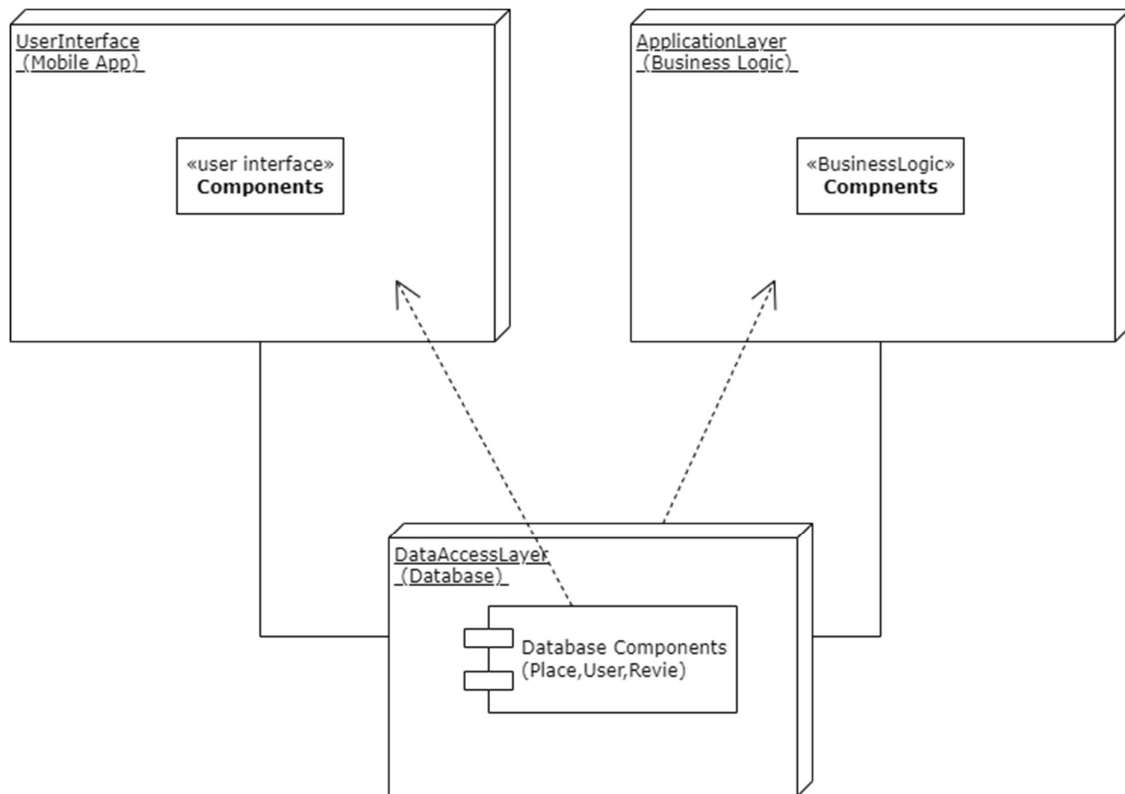 UserInterface
(Mobile App)
«user interface»
Components
ApplicationLayer
(Business Logic)
«BusinessLogic»
Compnents
DataAccessLayer
(Database)
Database Components
(Place,User,Revie)